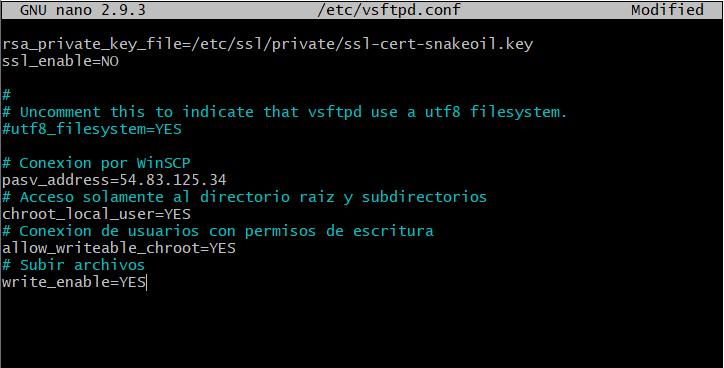 GNU nano 2.9.3 /etc/vsftpd.conf Modified
rsa_private_key_file=/etc/ssl/private/ssl-cert-snakeoil.key
ssl_enable=NO
#
# Uncomment this to indicate that vsftpd use a utf8 filesystem.
#utf8_filesystem=YES
# Conexion por WinSCP
pasv_address=54.83.125.34
# Acceso solamente al directorio raiz y subdirectorios
chroot_local_user=YES
# Conexion de usuarios con permisos de escritura
allow_writeable_chroot=YES
# Subir archivos
write_enable=YES